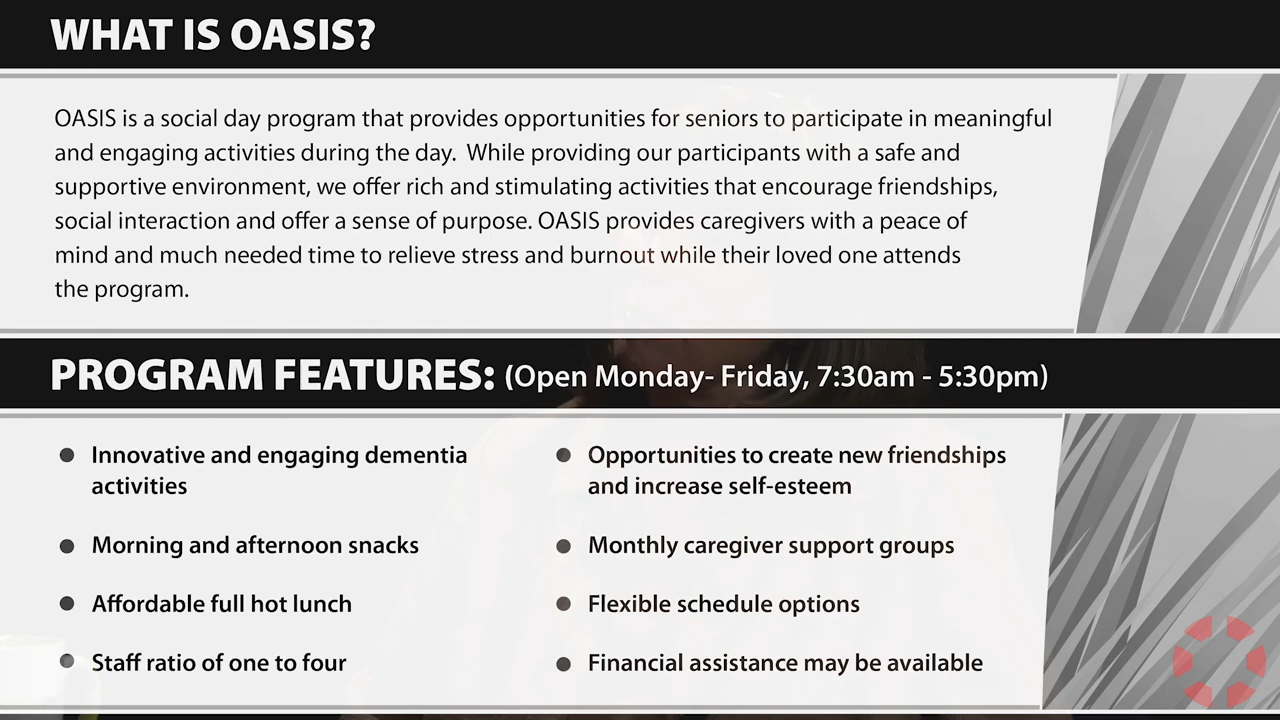 WHAT IS OASIS?
OASIS is a social day program that provides opportunities for seniors to participate in meaningful
and engaging activities during the day.  While providing our participants with a safe and
supportive environment, we offer rich and stimulating activities that encourage friendships,
social interaction and offer a sense of purpose. OASIS provides caregivers with a peace of
mind and much needed time to relieve stress and burnout while their loved one attends
the program.
PROGRAM FEATURES: (Open Monday- Friday, 7:30am - 5:30pm)
● Innovative and engaging dementia
activities
● Morning and afternoon snacks
● Affordable full hot lunch
● Staff ratio of one to four
● Opportunities to create new friendships
and increase self-esteem
● Monthly caregiver support groups
● Flexible schedule options
● Financial assistance may be available